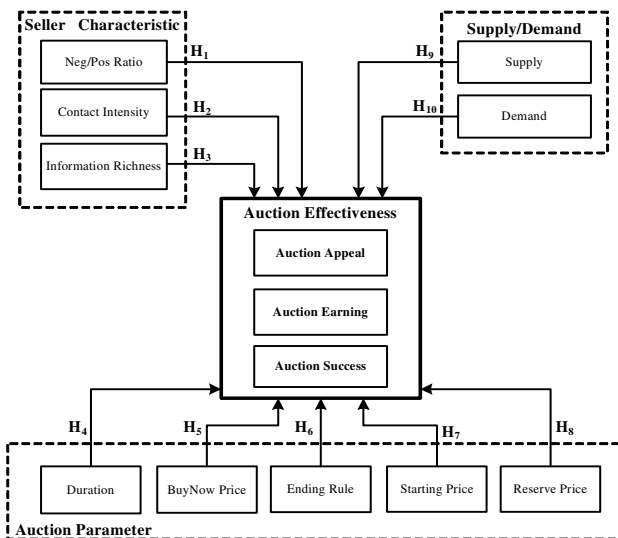 Seller Characteristic
Neg/Pos Ratio
H1
Contact Intensity
H2
Information Richness
H3
Supply/Demand
H9
Supply
H10
Demand
Auction Effectiveness
Auction Appeal
Auction Earning
Auction Success
H4
H5
H6
H7
H8
Duration
BuyNow Price
Ending Rule
Starting Price
Reserve Price
Auction Parameter